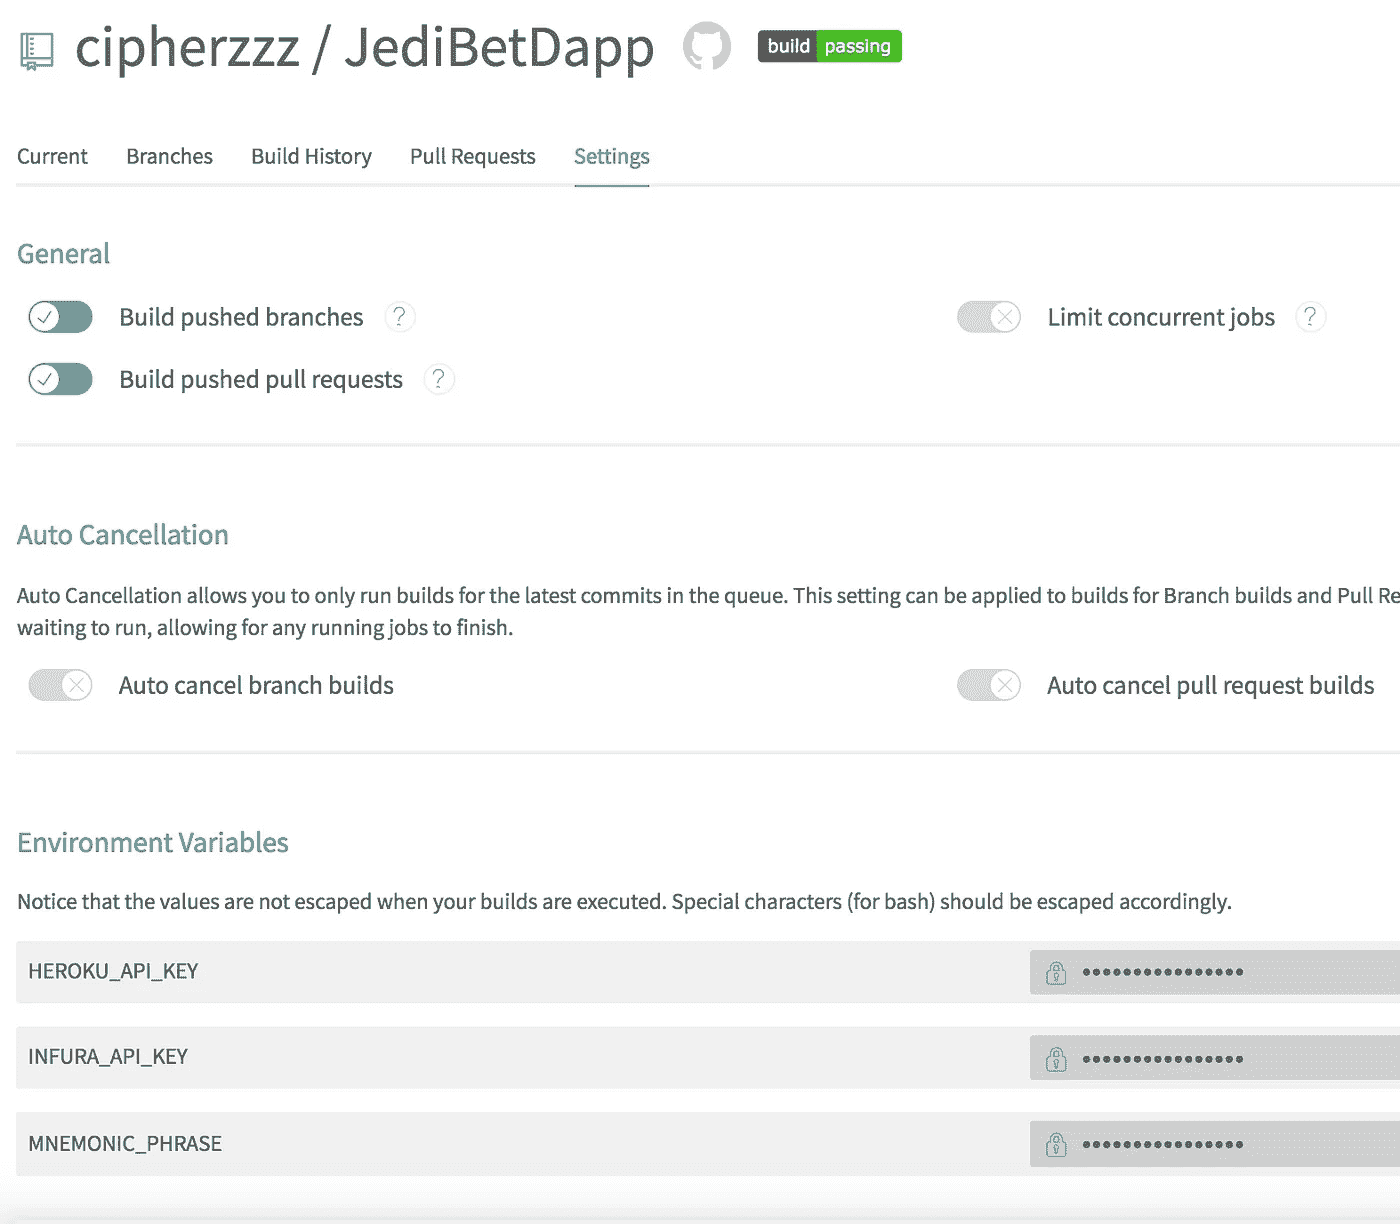 cipherzzz / JediBetDapp build passing
Current Branches Build History Pull Requests Settings
General
Build pushed branches ? Limit concurrent jobs ?
Build pushed pull requests ?
Auto Cancellation
Auto Cancellation allows you to only run builds for the latest commits in the queue. This setting can be applied to builds for Branch builds and Pull Re
waiting to run, allowing for any running jobs to finish.
Auto cancel branch builds Auto cancel pull request builds
Environment Variables
Notice that the values are not escaped when your builds are executed. Special characters (for bash) should be escaped accordingly.
HEROKU_API_KEY ••••••••••••••••
INFURA_API_KEY ••••••••••••••••
MNEMONIC_PHRASE ••••••••••••••••